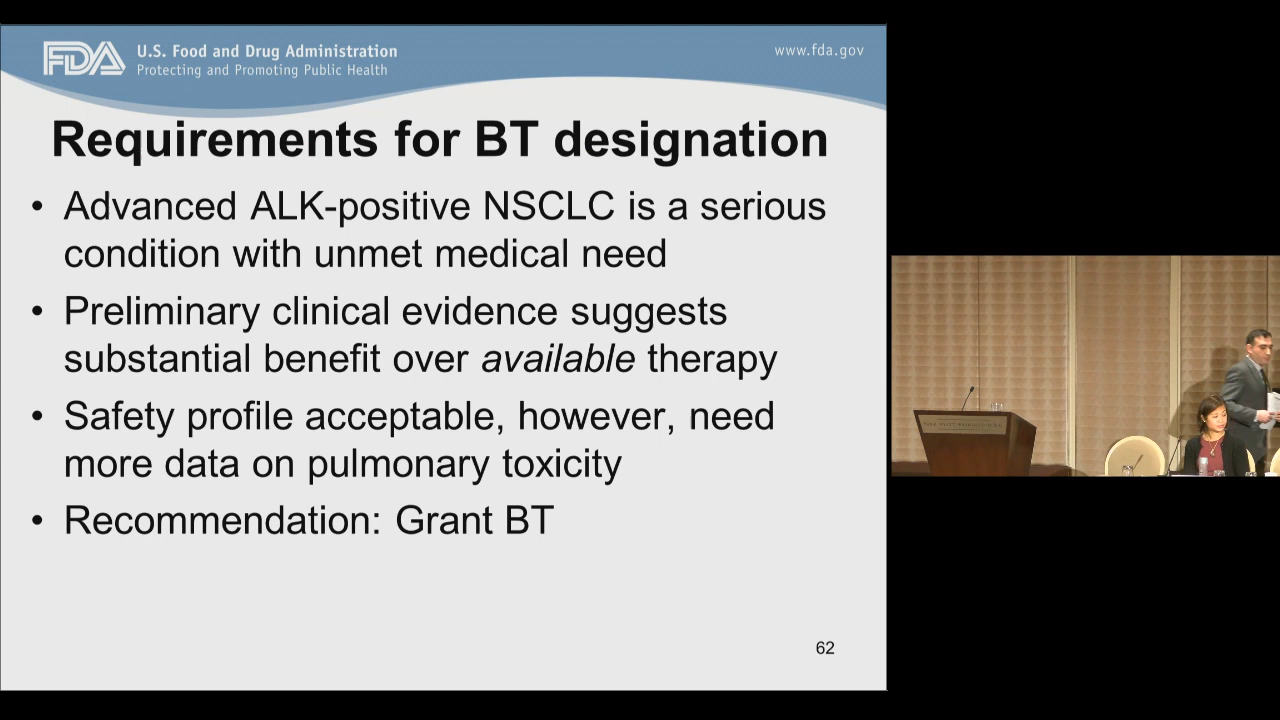 FDA U.S. Food and Drug Administration www.fda.gov
Protecting and Promoting Public Health
Requirements for BT designation
• Advanced ALK-positive NSCLC is a serious
condition with unmet medical need
• Preliminary clinical evidence suggests
substantial benefit over available therapy
• Safety profile acceptable, however, need
more data on pulmonary toxicity
• Recommendation: Grant BT
62